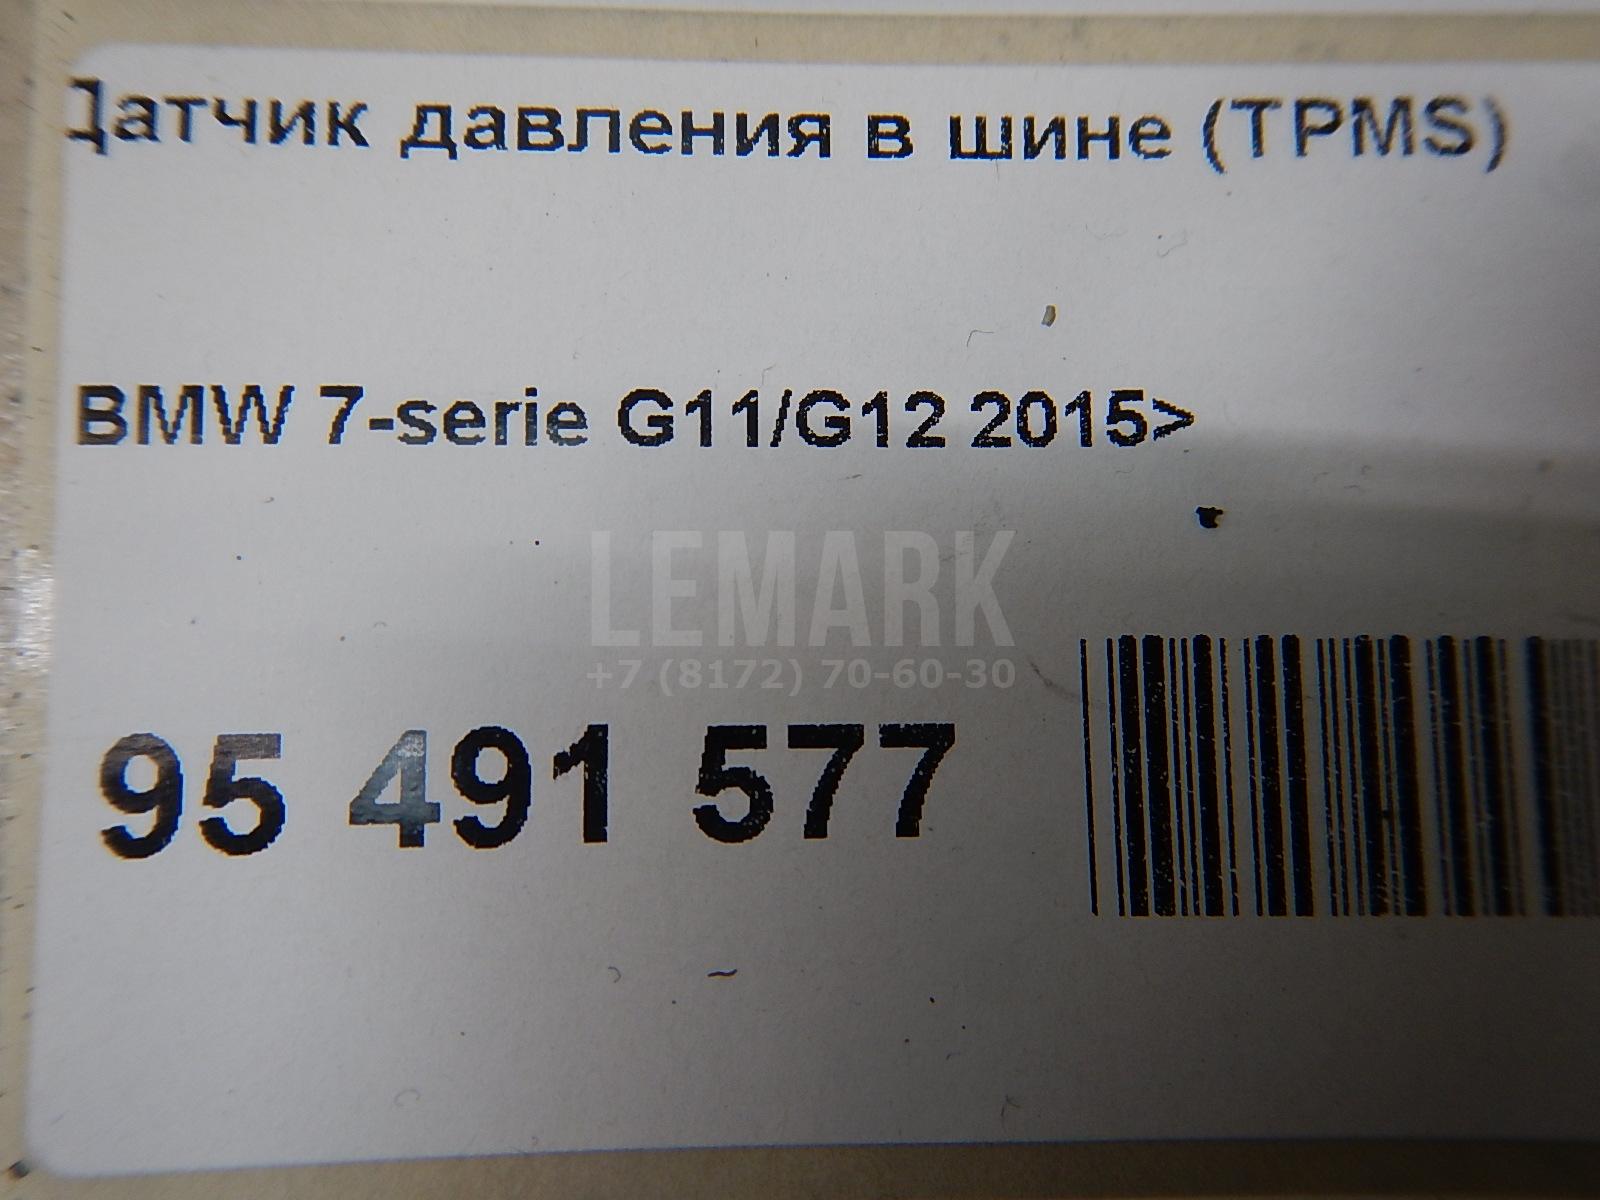 Датчик давления в шине (TPMS)
BMW 7-serie G11/G12 2015>
LEMARK
+7 (8172) 70-60-30
95 491 577